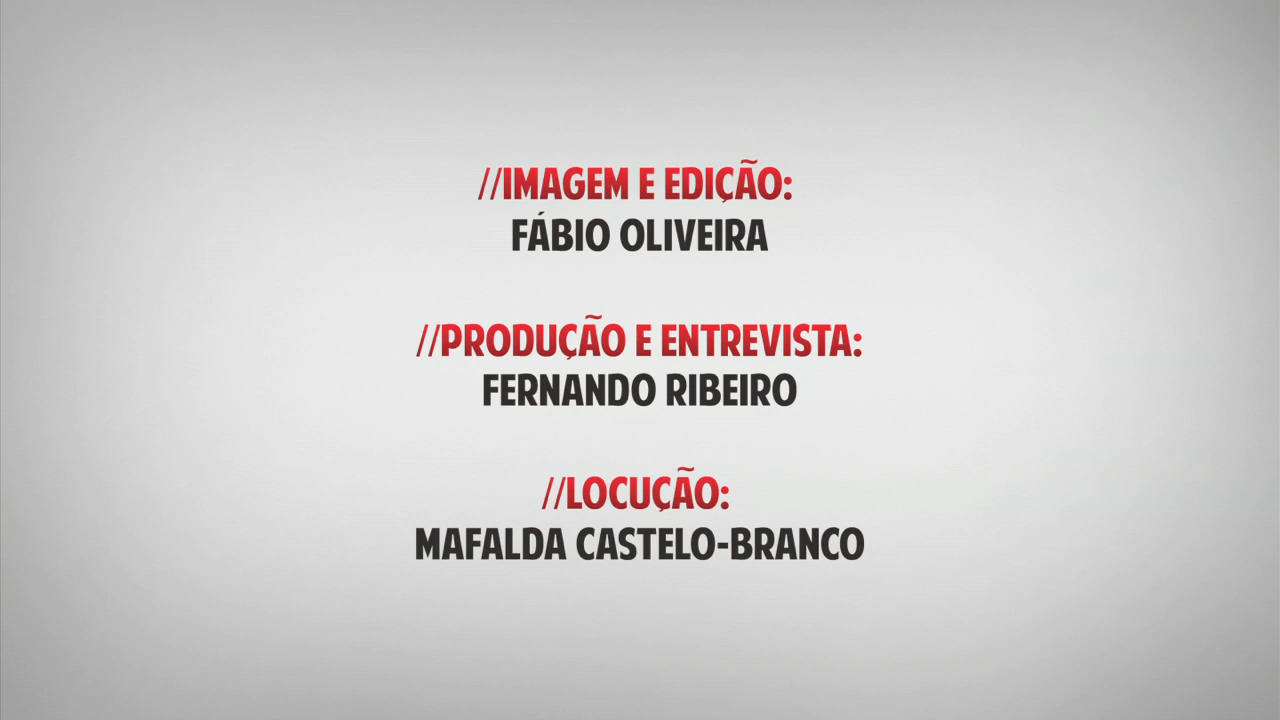 //IMAGEM E EDIÇÃO:
FÁBIO OLIVEIRA
//PRODUÇÃO E ENTREVISTA:
FERNANDO RIBEIRO
//LOCUÇÃO:
MAFALDA CASTELO-BRANCO